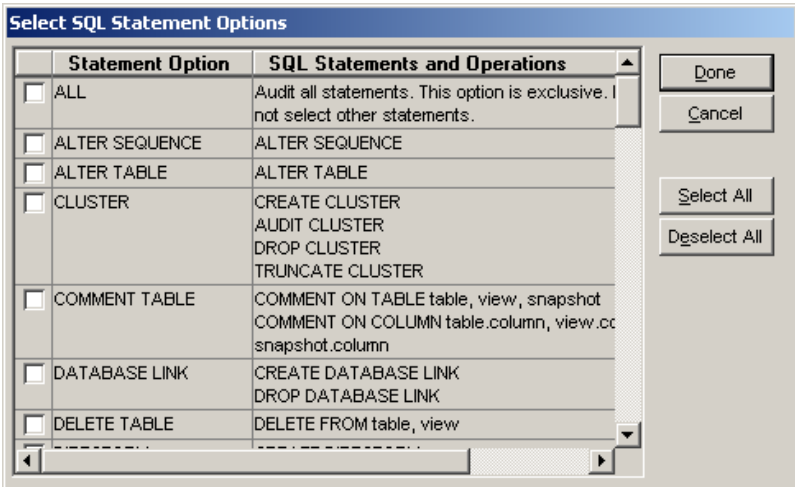 Select SQL Statement Options
Statement Option SQL Statements and Operations
ALL Audit all statements. This option is exclusive.
not select other statements.
ALTER SEQUENCE ALTER SEQUENCE
ALTER TABLE ALTER TABLE
CLUSTER CREATE CLUSTER
AUDIT CLUSTER
DROP CLUSTER
TRUNCATE CLUSTER
COMMENT TABLE COMMENT ON TABLE table, view, snapshot
COMMENT ON COLUMN table.column,
snapshot.column
DATABASE LINK CREATE DATABASE LINK
DROP DATABASE LINK
DELETE TABLE DELETE FROM table, view
Done
Cancel
Select All
Deselect All